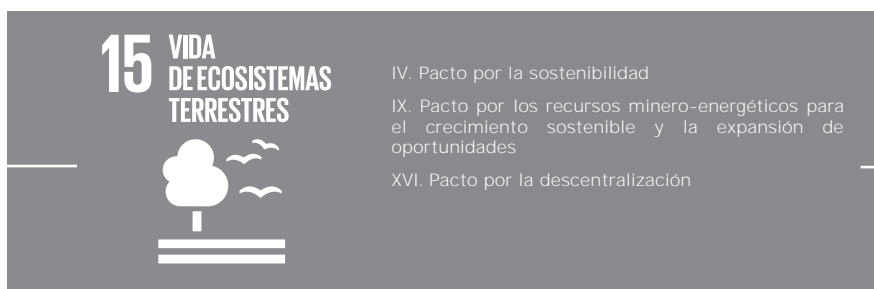 15 VIDA
DE ECOSISTEMAS
TERRESTRES
IV. Pacto por la sostenibilidad
IX. Pacto por los recursos minero-energéticos para
el crecimiento sostenible y la expansión de
oportunidades
XVI. Pacto por la descentralización